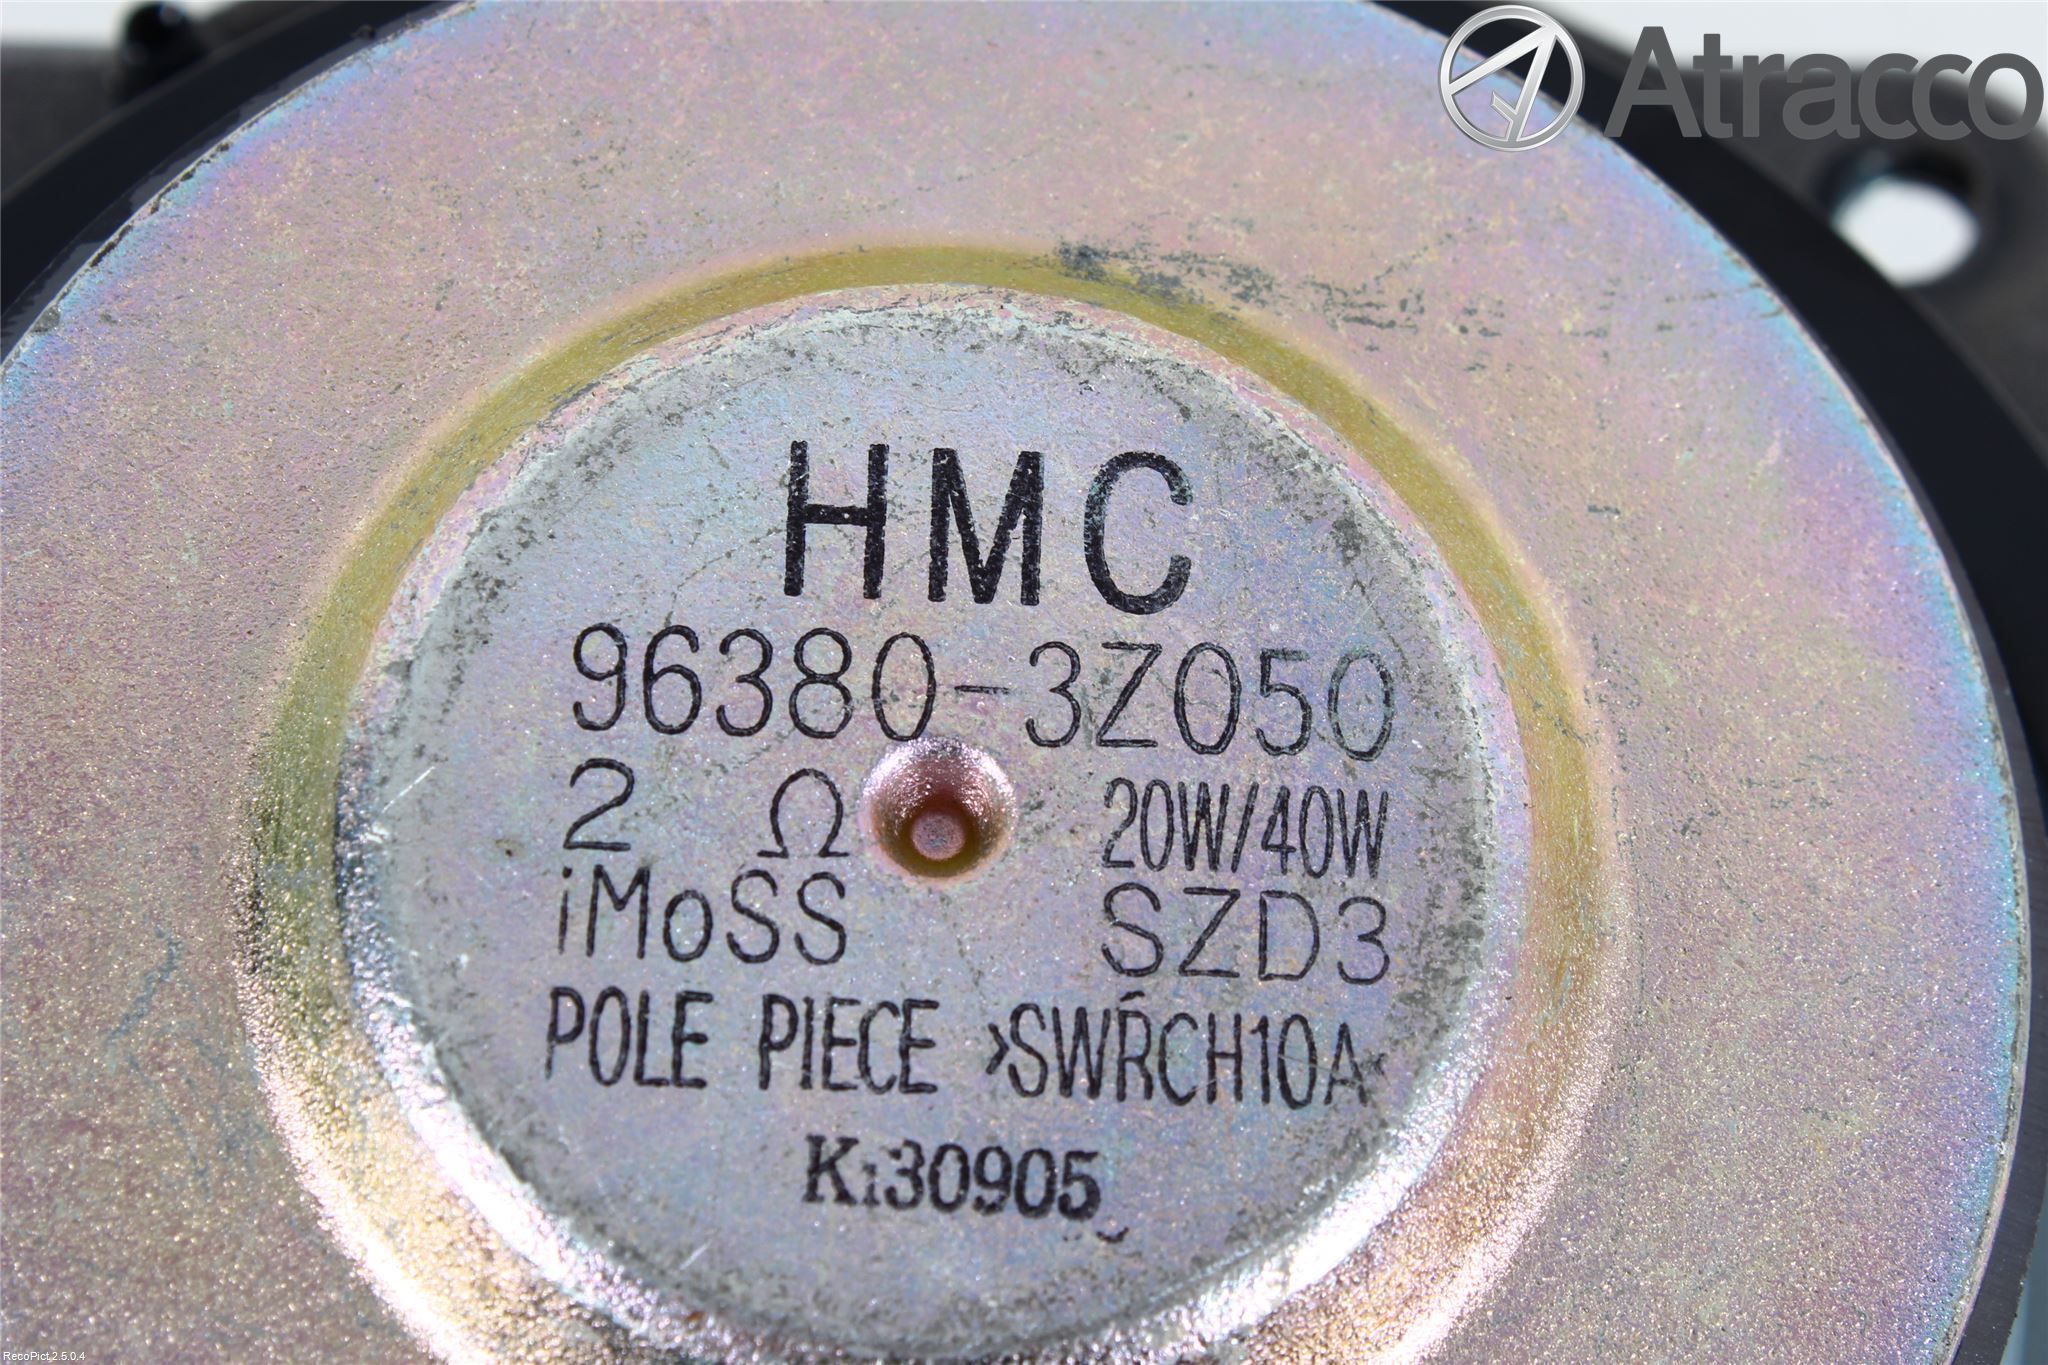 Atracco
HMC
96380-3Z050
2 Ω 20W/40W
iMoSS SZD3
POLE PIECE >SWRCH10A<
K130905
RecoPict 2.5.0.4